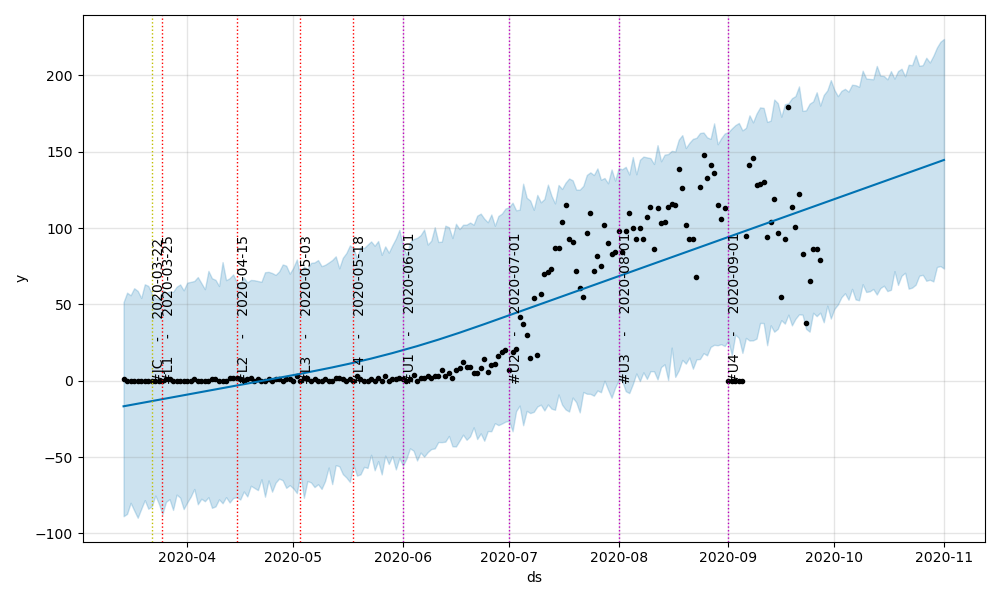 200
150
100
50
0
−50
−100
y
#C - 2020-03-22
#L1 - 2020-03-25
#L2 - 2020-04-15
#L3 - 2020-05-03
#L4 - 2020-05-18
#U1 - 2020-06-01
#U2 - 2020-07-01
#U3 - 2020-08-01
#U4 - 2020-09-01
2020-04 2020-05 2020-06 2020-07 2020-08 2020-09 2020-10 2020-11
ds